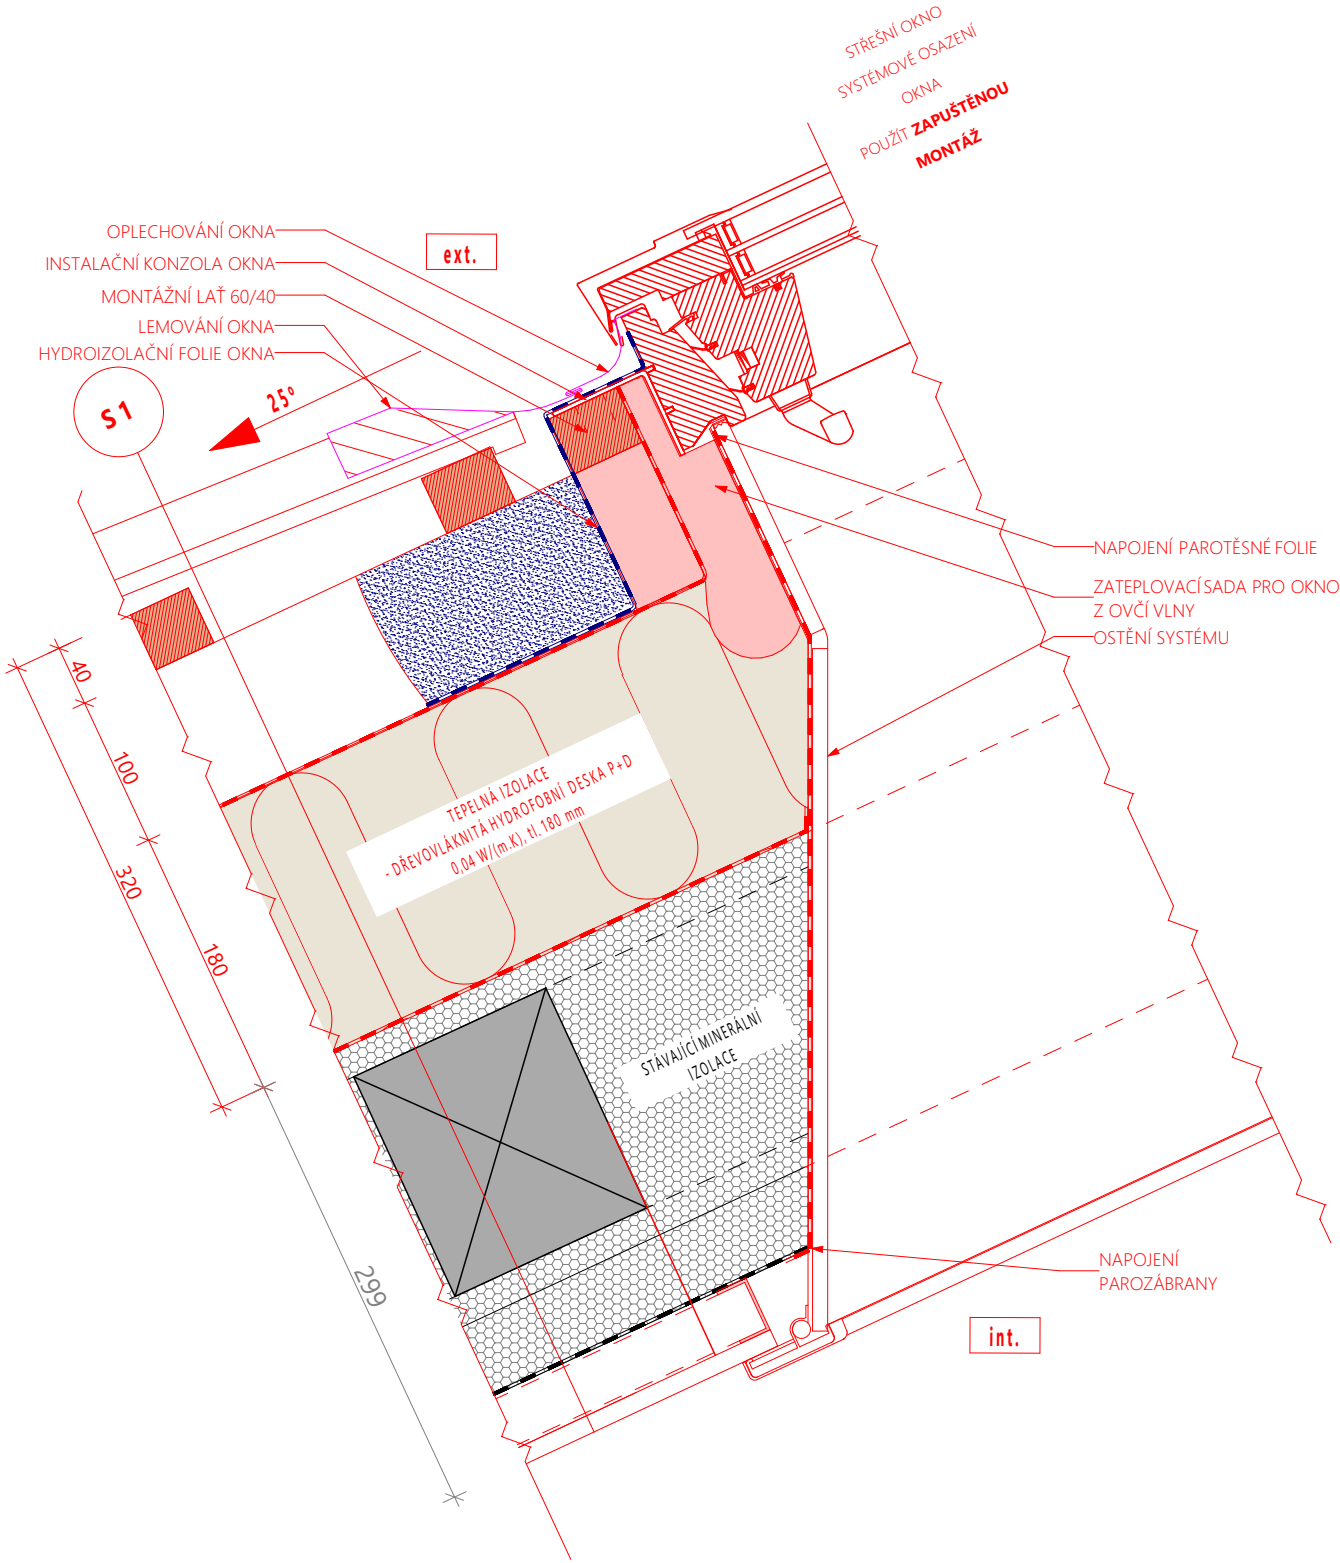 STŘEŠNÍ OKNO
SYSTÉMOVÉ OSAZENÍ
OKNA
POUŽÍT ZAPUŠTĚNOU
MONTÁŽ
OPLECHOVÁNÍ OKNA
INSTALAČNÍ KONZOLA OKNA
MONTÁŽNÍ LAŤ 60/40
LEMOVÁNÍ OKNA
HYDROIZOLAČNÍ FOLIE OKNA
ext.
S1
25°
NAPOJENÍ PAROTĚSNÉ FOLIE
ZATEPLOVACÍ SADA PRO OKNO
Z OVČÍ VLNY
OSTĚNÍ SYSTÉMU
40
100
320
180
299
TEPELNÁ IZOLACE
- DŘEVOVLÁKNITÁ HYDROFOBNÍ DESKA P+D
0,04 W/(m.K), tl. 180 mm
STÁVAJÍCÍ MINERÁLNÍ
IZOLACE
NAPOJENÍ
PAROZÁBRANY
int.